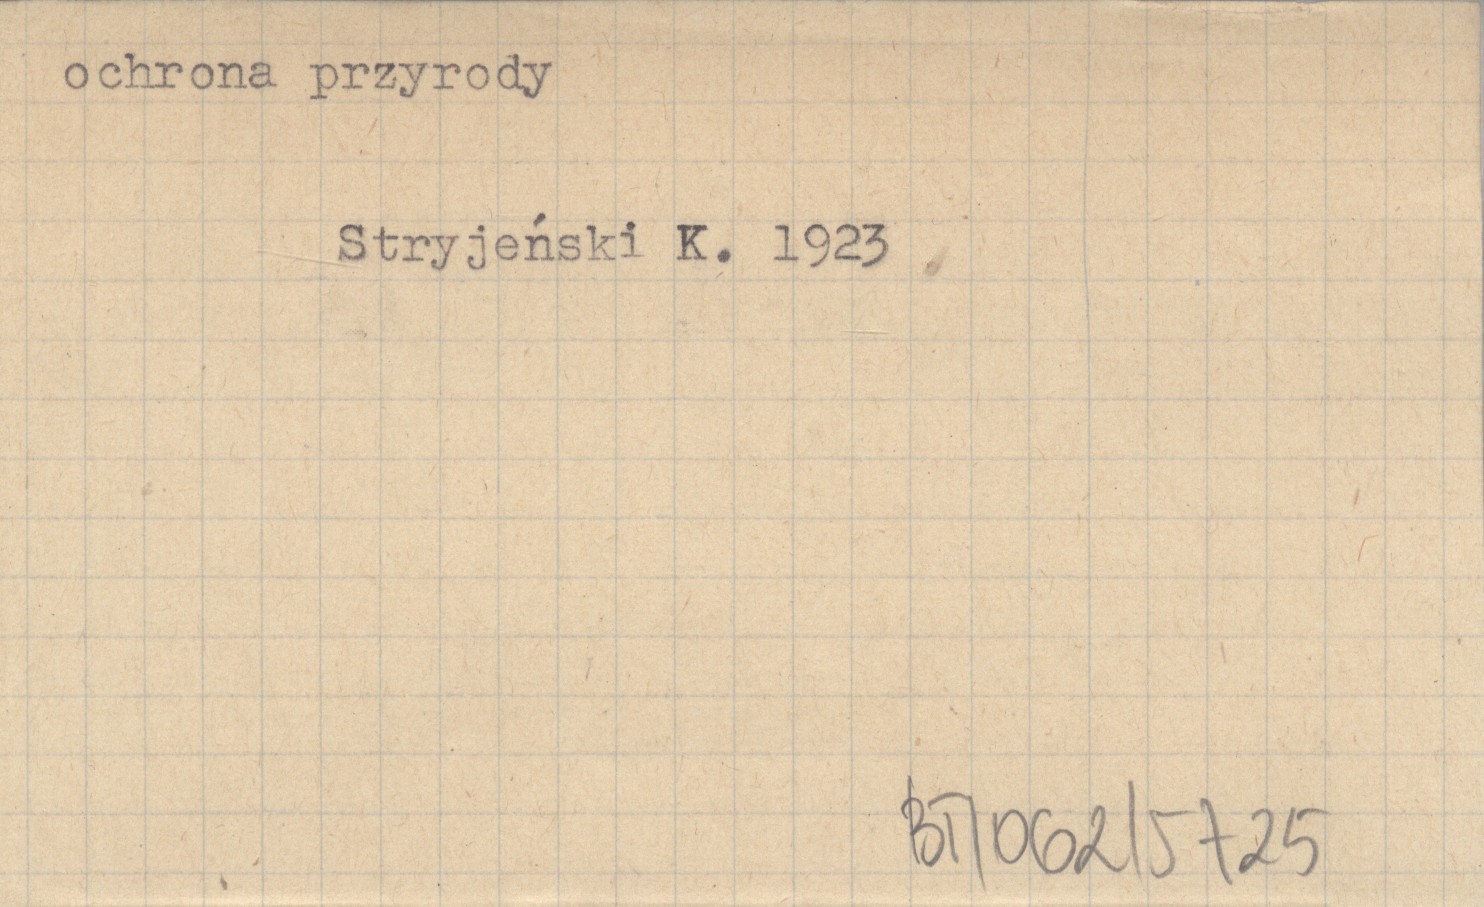 ochrona przyrody
Stryjeński K. 1923
BT/062/5725